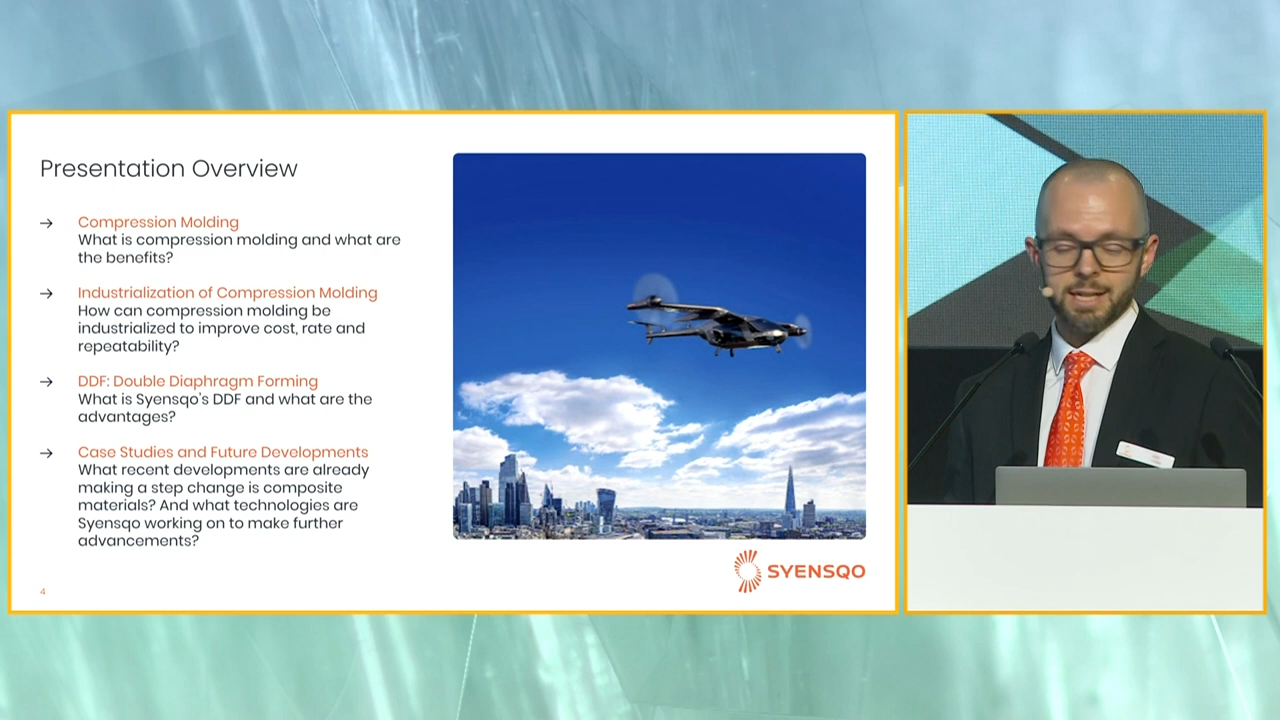 Presentation Overview
→ Compression Molding
What is compression molding and what are
the benefits?
→ Industrialization of Compression Molding
How can compression molding be
industrialized to improve cost, rate and
repeatability?
→ DDF: Double Diaphragm Forming
What is Syensqo's DDF and what are the
advantages?
→ Case Studies and Future Developments
What recent developments are already
making a step change is composite
materials? And what technologies are
Syensqo working on to make further
advancements?
SYENSQO
4